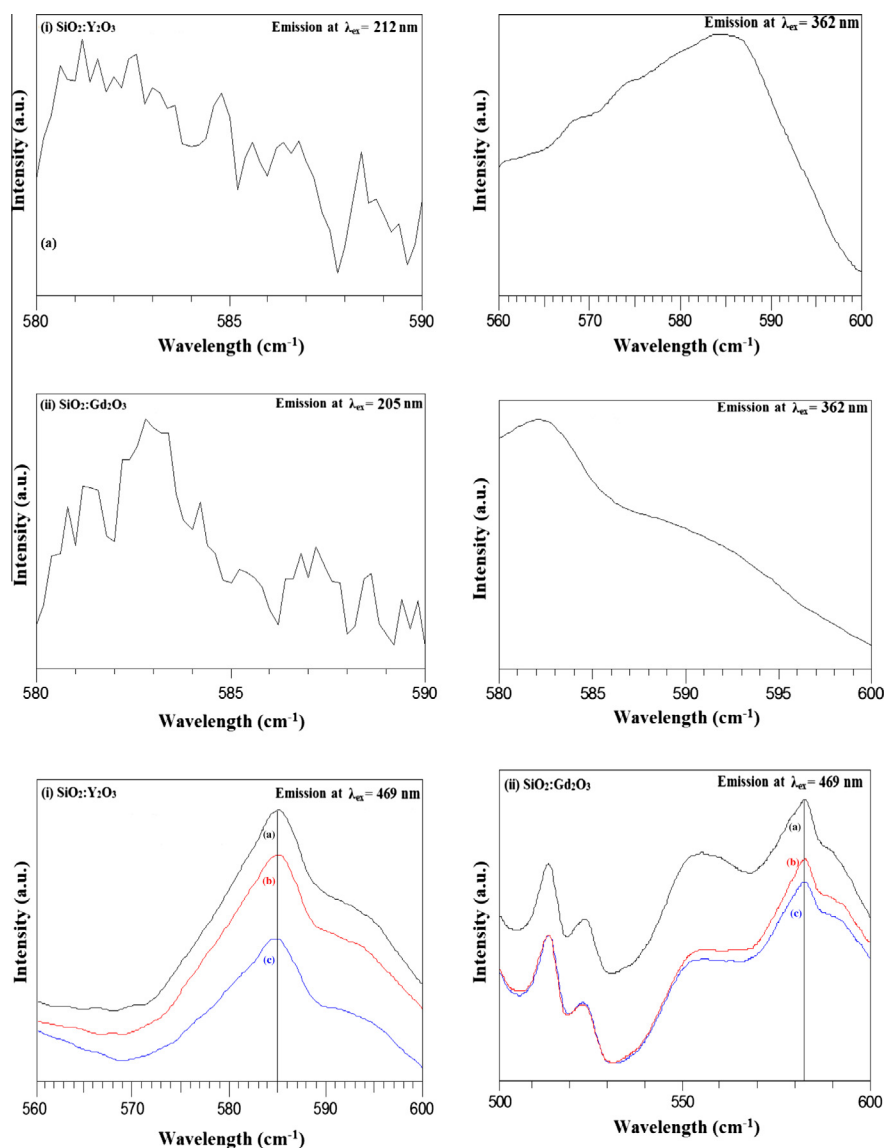 (i) SiO₂:Y₂O₃ Emission at λex= 212 nm
Intensity (a.u.)
(a)
580 585 590
Wavelength (cm⁻¹)
Emission at λex= 362 nm
Intensity (a.u.)
560 570 580 590 600
Wavelength (cm⁻¹)
(ii) SiO₂:Gd₂O₃ Emission at λex= 205 nm
Intensity (a.u.)
580 585 590
Wavelength (cm⁻¹)
Emission at λex= 362 nm
Intensity (a.u.)
580 585 590 595 600
Wavelength (cm⁻¹)
(i) SiO₂:Y₂O₃ Emission at λex= 469 nm
Intensity (a.u.)
(a)
(b)
(c)
560 570 580 590 600
Wavelength (cm⁻¹)
(ii) SiO₂:Gd₂O₃ Emission at λex= 469 nm
Intensity (a.u.)
(a)
(b)
(c)
500 550 600
Wavelength (cm⁻¹)